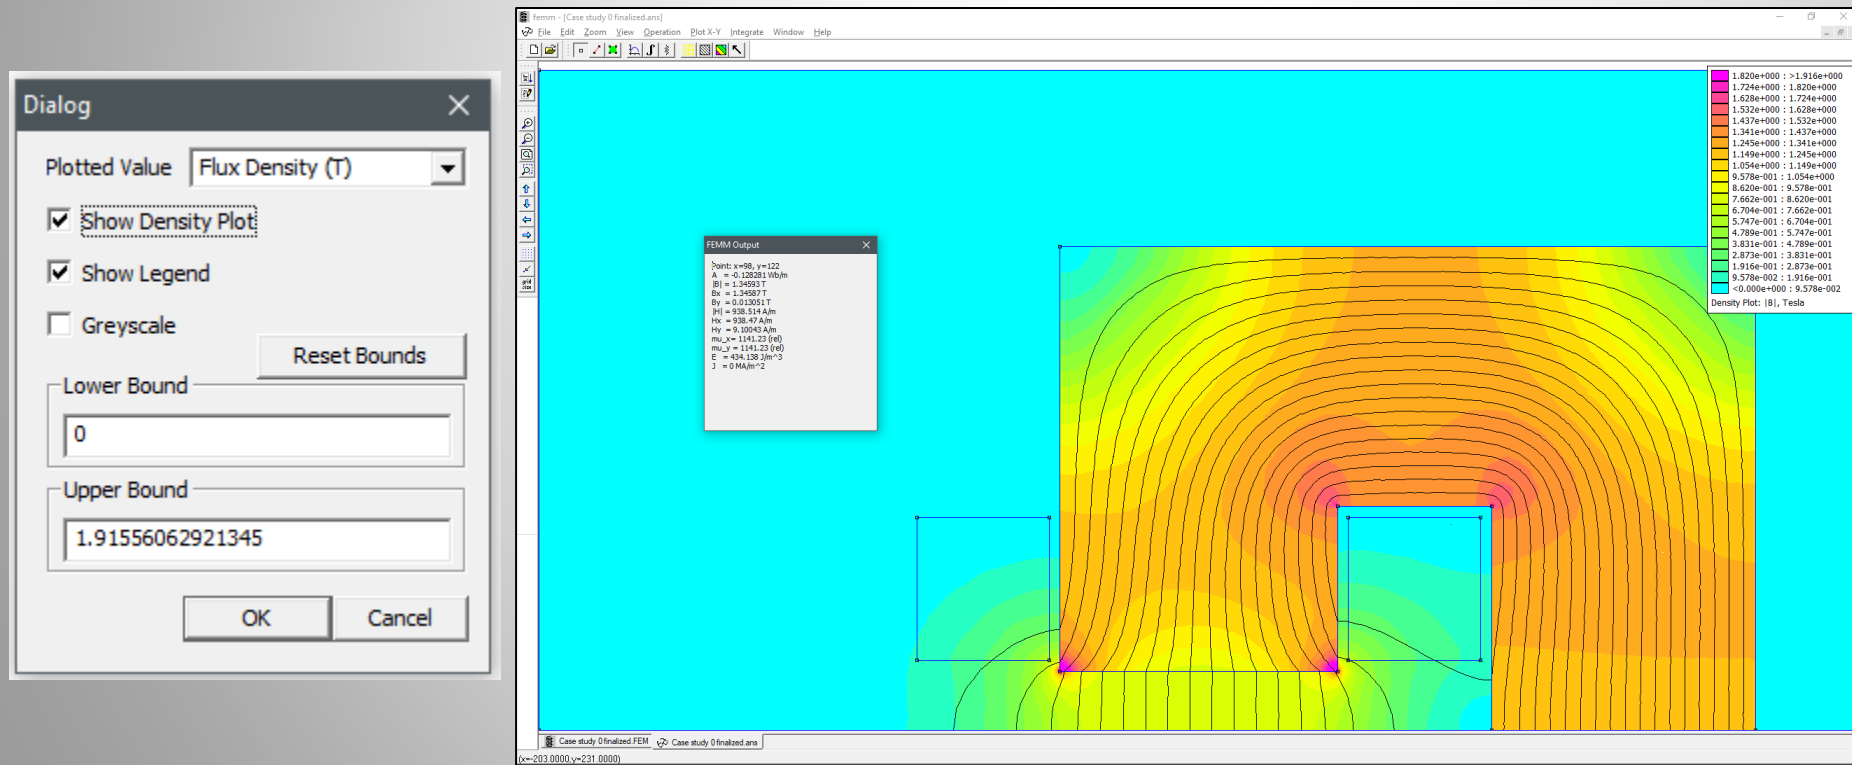 Dialog
Plotted Value Flux Density (T)
Show Density Plot
Show Legend
Greyscale
Reset Bounds
Lower Bound
0
Upper Bound
1.91556062921345
OK Cancel
femm - [Case study 0 finalized.ans]
File Edit Zoom View Operation Plot X-Y Integrate Window Help
FEMM Output
Point: x=98, y=122
A = -0.128281 Wb/m
|B| = 1.34593 T
Bx = 1.34587 T
By = 0.013051 T
|H| = 938.514 A/m
Hx = 938.47 A/m
Hy = 9.10043 A/m
mu_x= 1141.23 (rel)
mu_y = 1141.23 (rel)
E = 434.138 J/m^3
J = 0 MA/m^2
1.820e+000 : >1.916e+000
1.724e+000 : 1.820e+000
1.628e+000 : 1.724e+000
1.532e+000 : 1.628e+000
1.437e+000 : 1.532e+000
1.341e+000 : 1.437e+000
1.245e+000 : 1.341e+000
1.149e+000 : 1.245e+000
1.054e+000 : 1.149e+000
9.578e-001 : 1.054e+000
8.620e-001 : 9.578e-001
7.662e-001 : 8.620e-001
6.704e-001 : 7.662e-001
5.747e-001 : 6.704e-001
4.789e-001 : 5.747e-001
3.831e-001 : 4.789e-001
2.873e-001 : 3.831e-001
1.916e-001 : 2.873e-001
9.578e-002 : 1.916e-001
<0.000e+000 : 9.578e-002
Density Plot: |B|, Tesla
grid size
Case study 0 finalized.FEM Case study 0 finalized.ans
(x=-203.0000,y=231.0000)